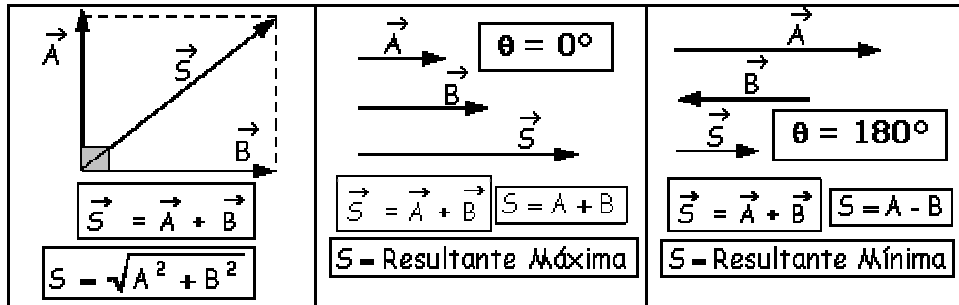 A⃗
S⃗
B⃗
S⃗ = A⃗ + B⃗
S = √A² + B²
A⃗
θ = 0°
B⃗
S⃗
S⃗ = A⃗ + B⃗
S = A + B
S = Resultante Máxima
A⃗
B⃗
S⃗
θ = 180°
S⃗ = A⃗ + B⃗
S = A - B
S = Resultante Mínima